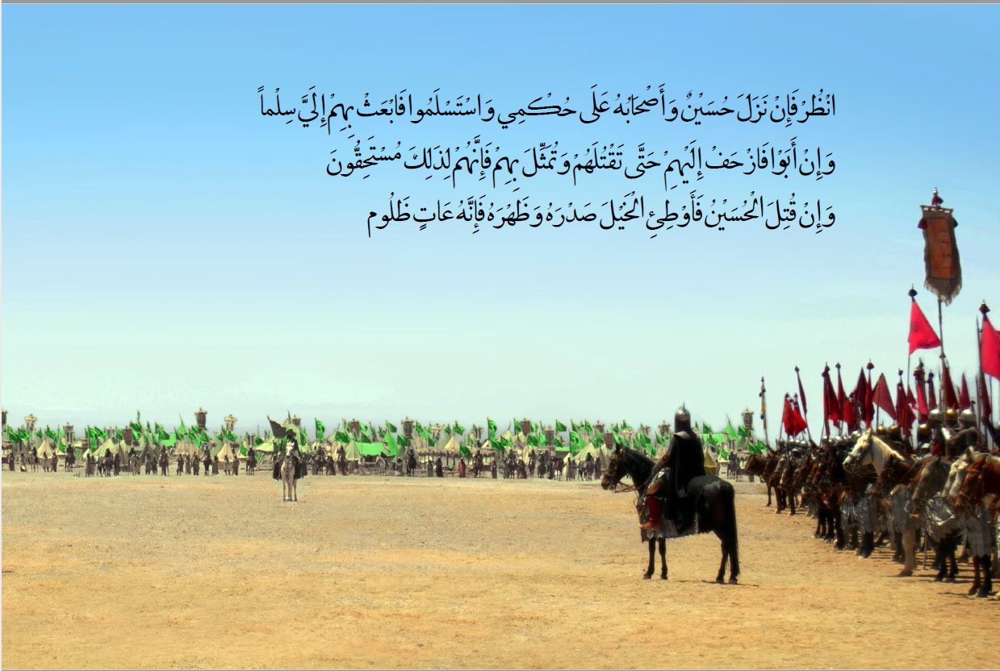 انْظُرْ فَإِنْ نَزَلَ حُسَيْنٌ وَأَصْحَابُهُ عَلَى حُكْمِي وَاسْتَسْلَمُوا فَابْعَثْ بِهِمْ إِلَيَّ سِلْماً
وَإِنْ أَبَوْا فَازْحَفْ إِلَيْهِمْ حَتَّى تَقْتُلَهُمْ وَتُمَثِّلَ بِهِمْ فَإِنَّهُمْ لِذَلِكَ مُسْتَحِقُّونَ
وَإِنْ قُتِلَ الْحُسَيْنُ فَأَوْطِئِ الْخَيْلَ صَدْرَهُ وَظَهْرَهُ فَإِنَّهُ عَاتٍ ظَلُوم